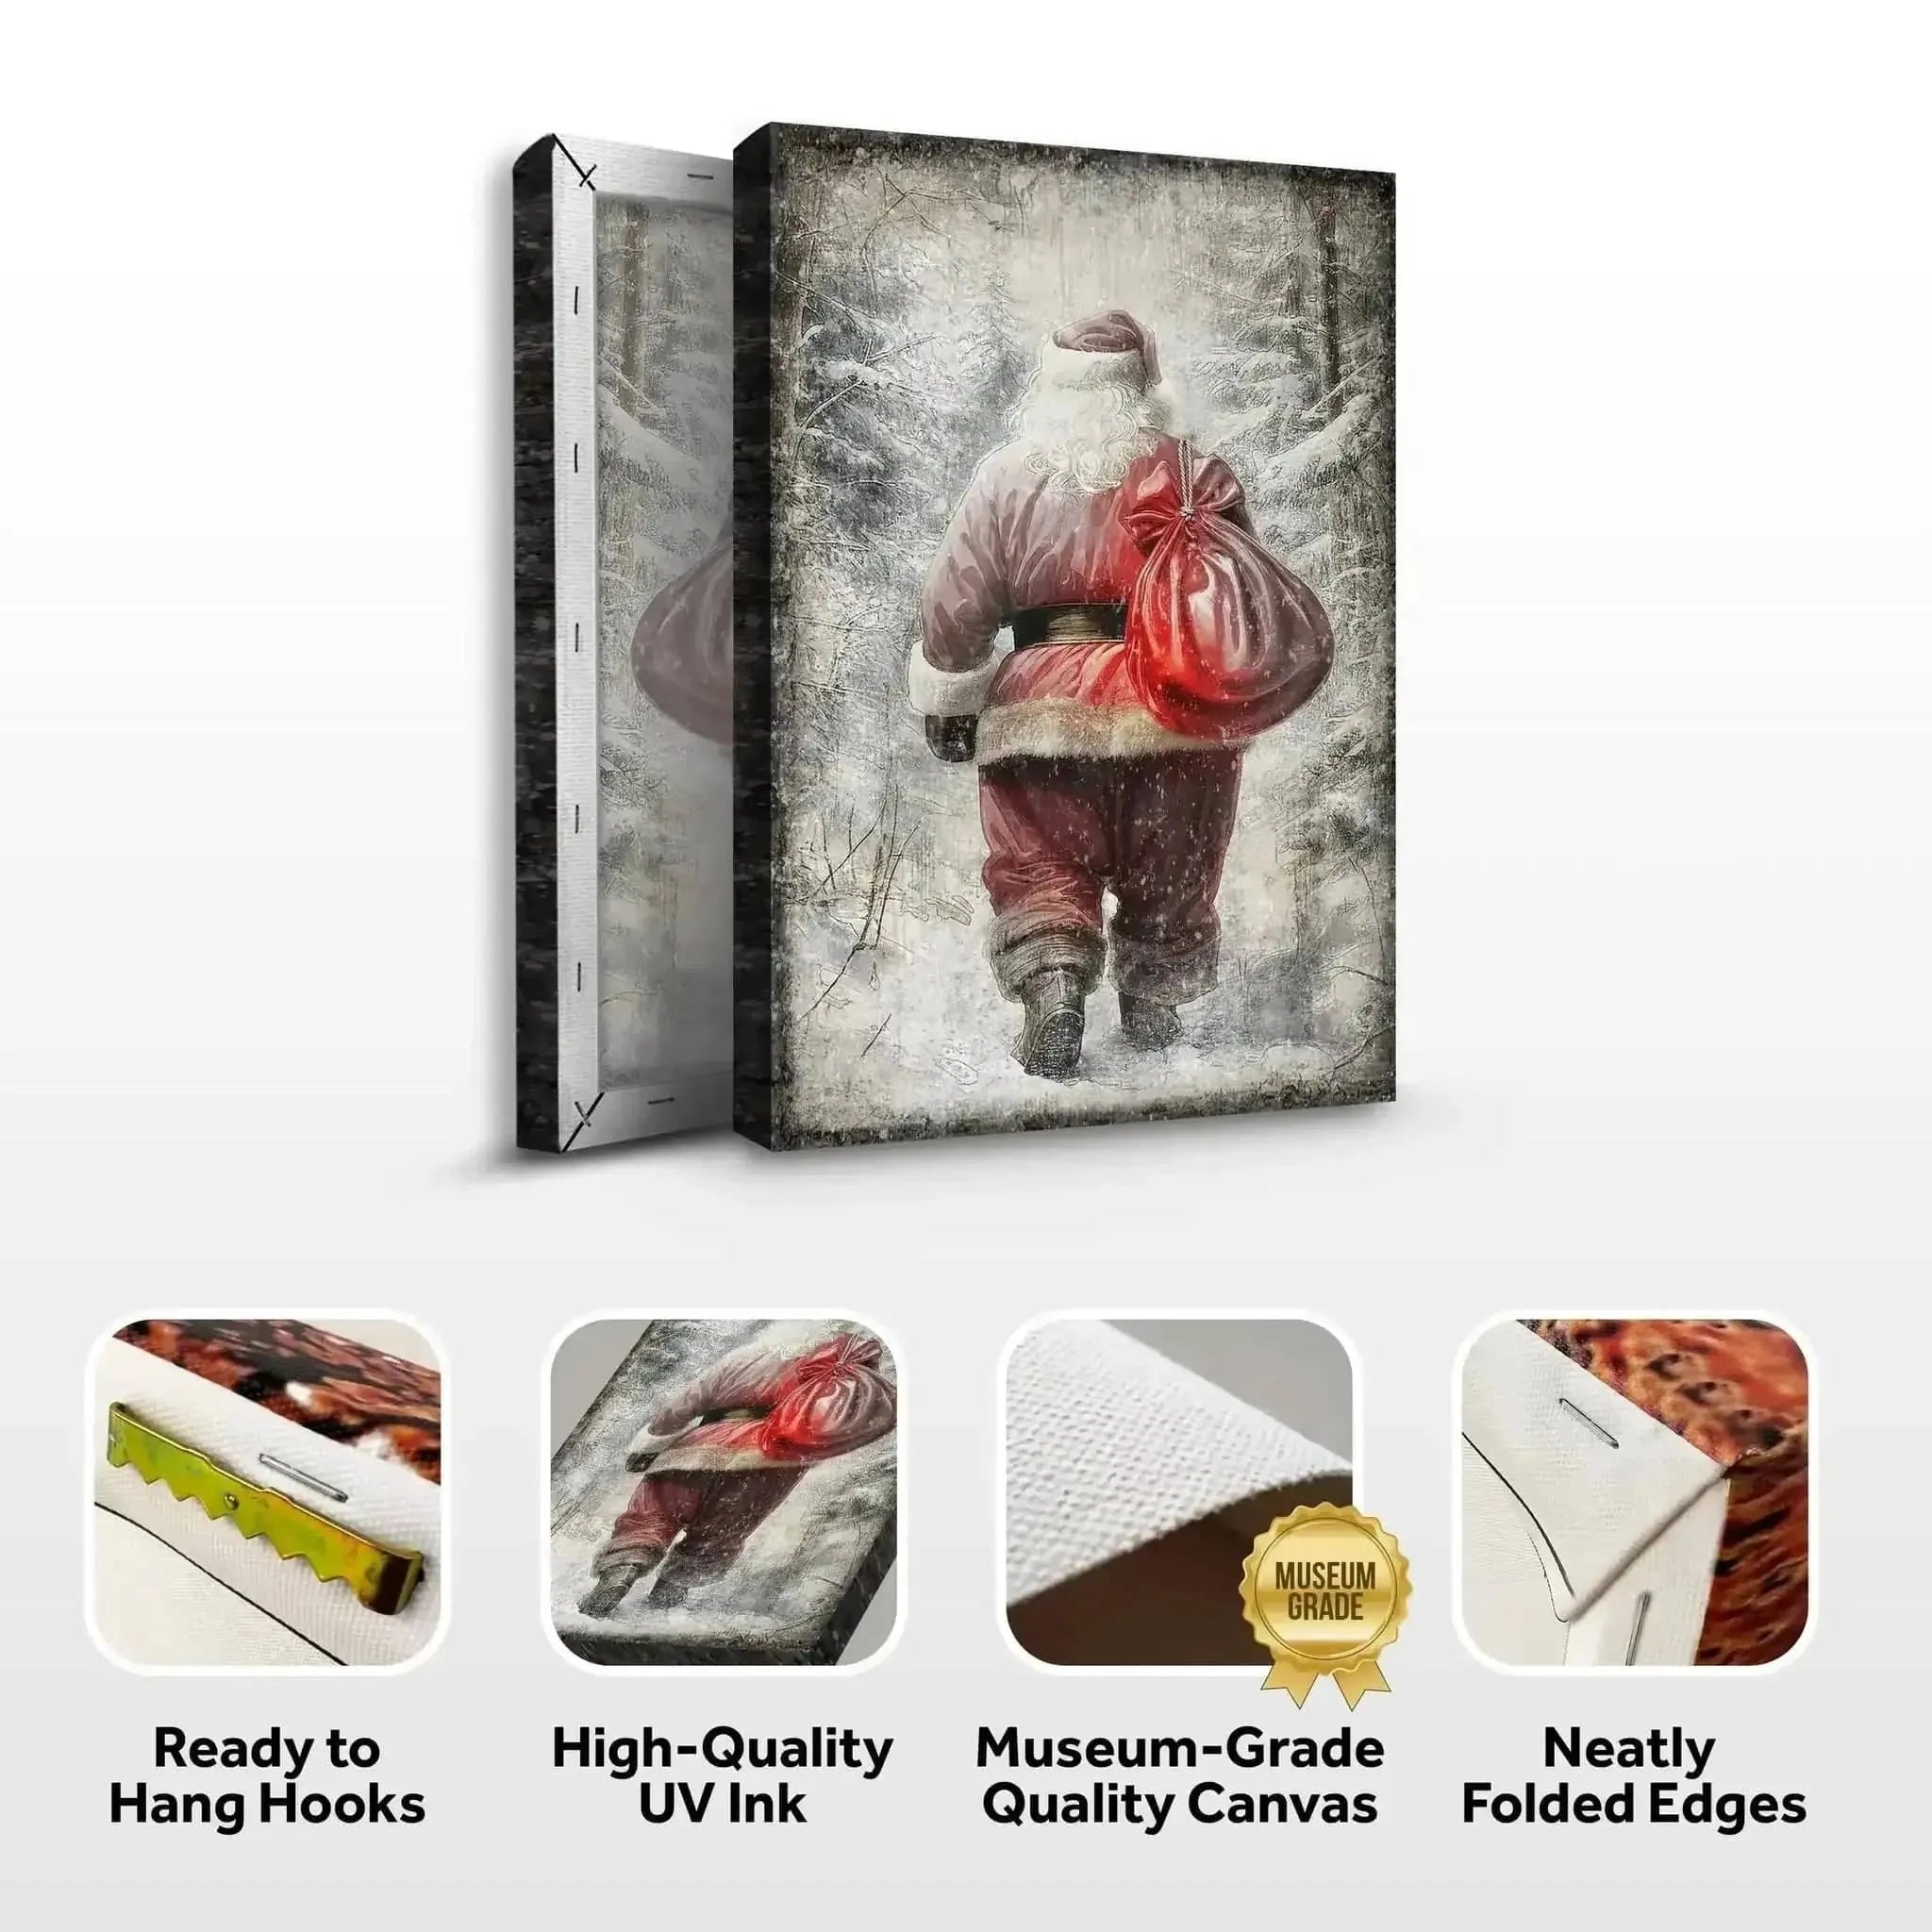 MUSEUM
GRADE
Ready to
Hang Hooks
High-Quality
UV Ink
Museum-Grade
Quality Canvas
Neatly
Folded Edges